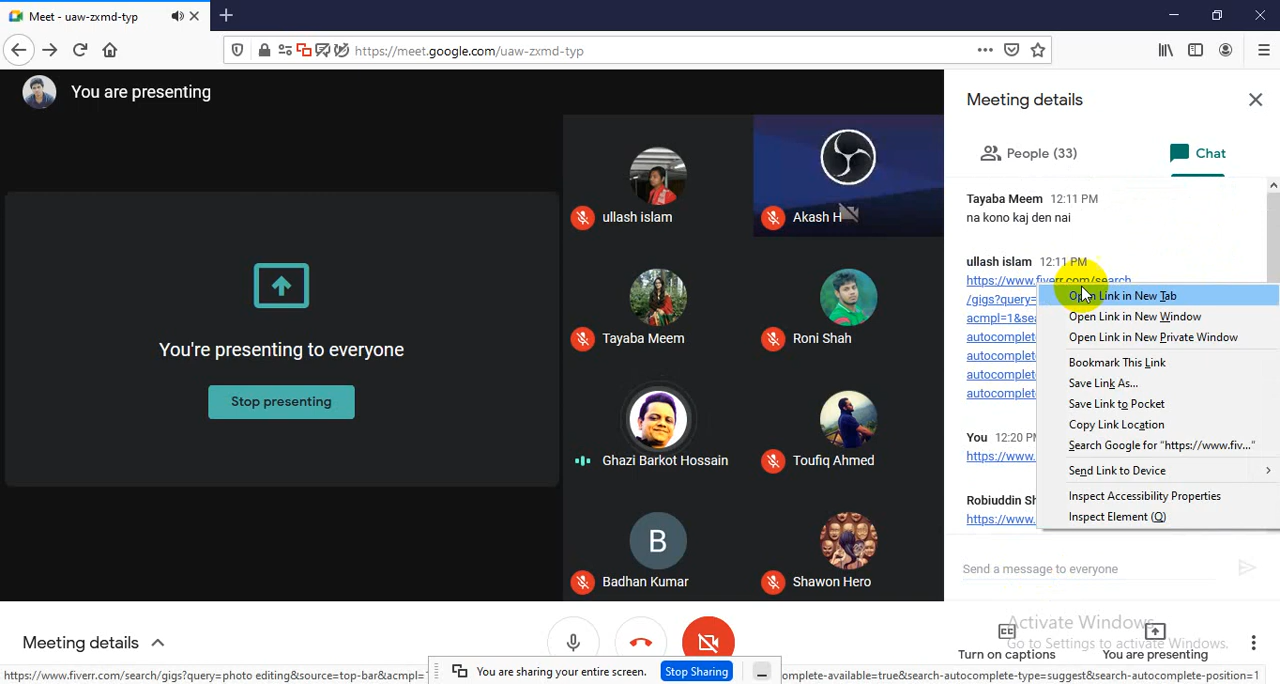 Meet - uaw-zxmd-typ
https://meet.google.com/uaw-zxmd-typ
You are presenting
Meeting details
People (33)
Chat
Tayaba Meem 12:11 PM
na kono kaj den nai
ullash islam 12:11 PM
https://www.fiverr.com/search
/gigs?query=
acmpl=1&sea
autocomplete
autocomplete
autocomplete
autocomplete
You 12:20 PM
https://www.
Robiuddin Sh
https://www.
Open Link in New Tab
Open Link in New Window
Open Link in New Private Window
Bookmark This Link
Save Link As...
Save Link to Pocket
Copy Link Location
Search Google for "https://www.fiv..."
Send Link to Device
Inspect Accessibility Properties
Inspect Element (Q)
Send a message to everyone
You're presenting to everyone
Stop presenting
ullash islam
Akash H
Tayaba Meem
Roni Shah
Ghazi Barkot Hossain
Toufiq Ahmed
B
Badhan Kumar
Shawon Hero
Meeting details
CC
Turn on captions
You are presenting
Activate Windows
Go to Settings to activate Windows.
https://www.fiverr.com/search/gigs?query=photo editing&source=top-bar&acmpl=
You are sharing your entire screen.
Stop Sharing
omplete-available=true&search-autocomplete-type=suggest&search-autocomplete-position=1